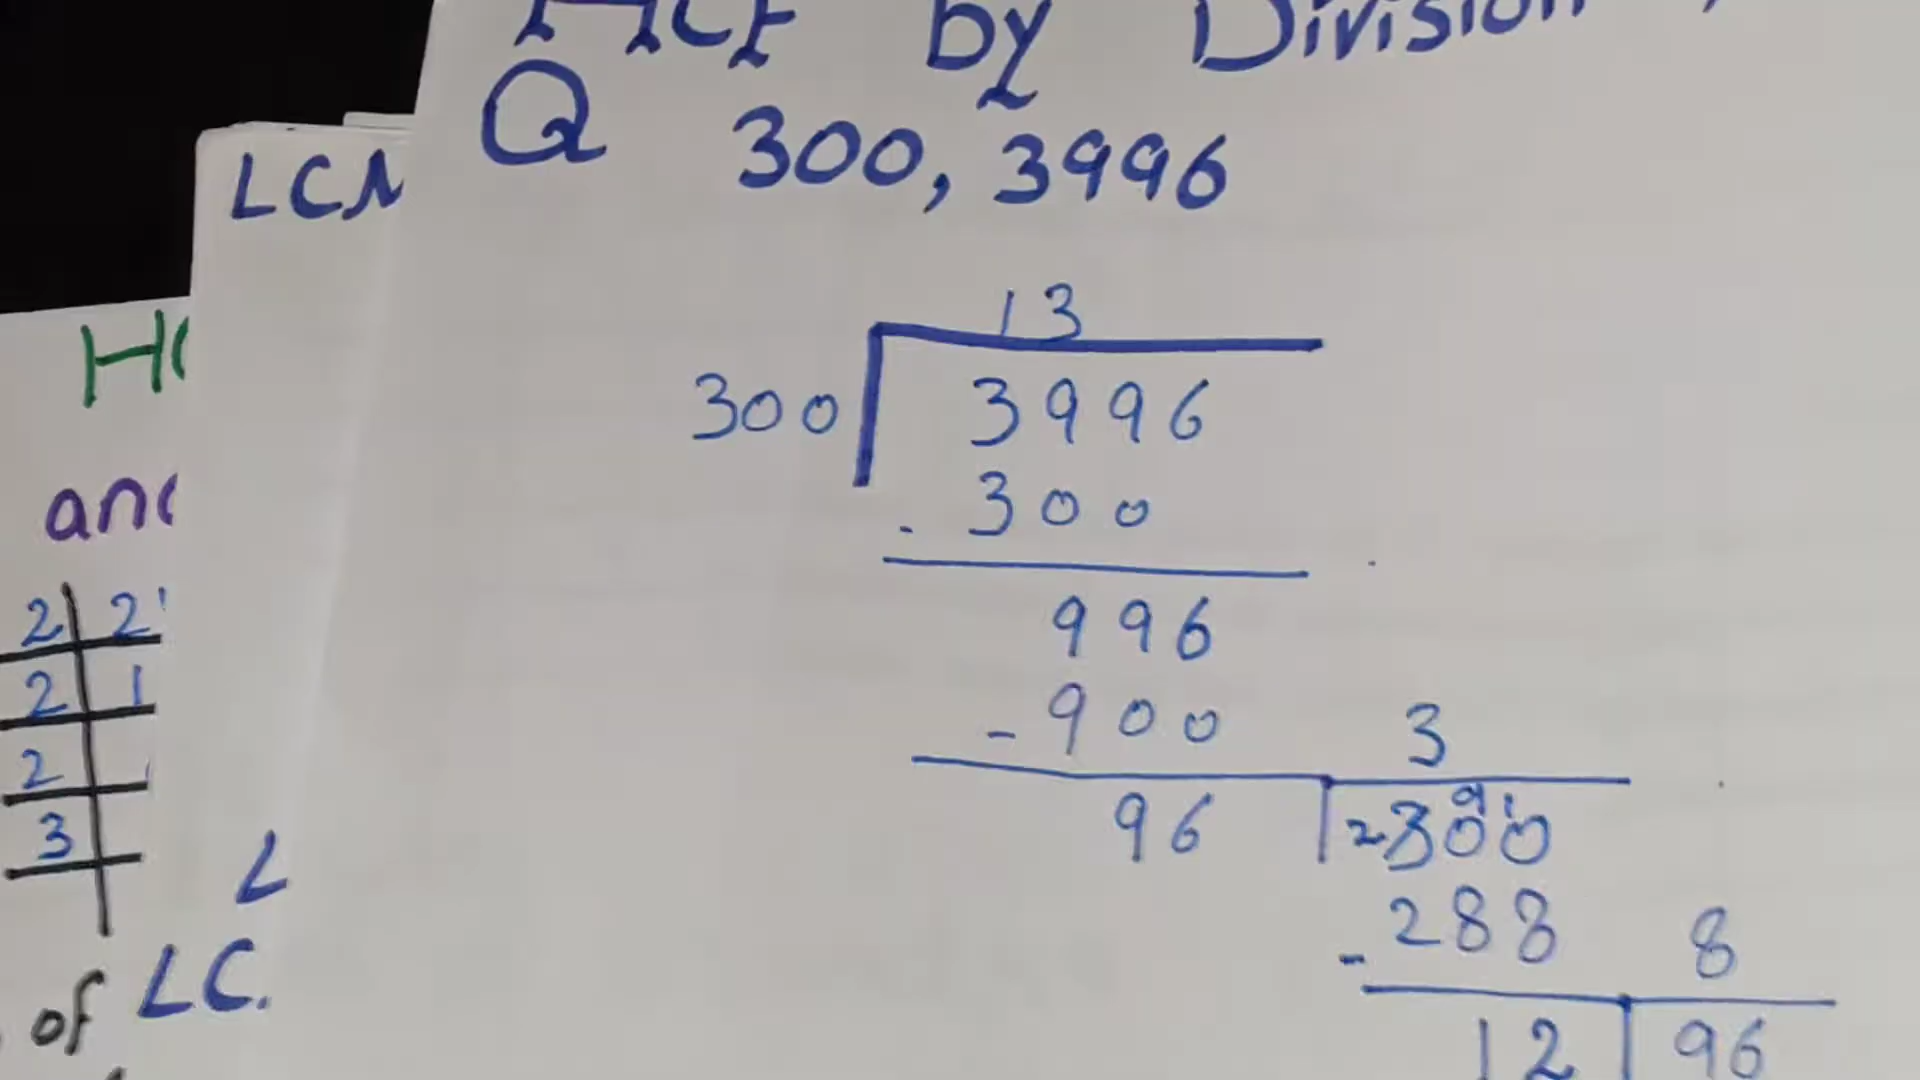 HCF by Division
Q 300, 3996
13
300 3996
. 300
996
- 900 3
96 300
- 288 8
12 96
LCM
and
2 2
2 1
2
3
L
of LC.